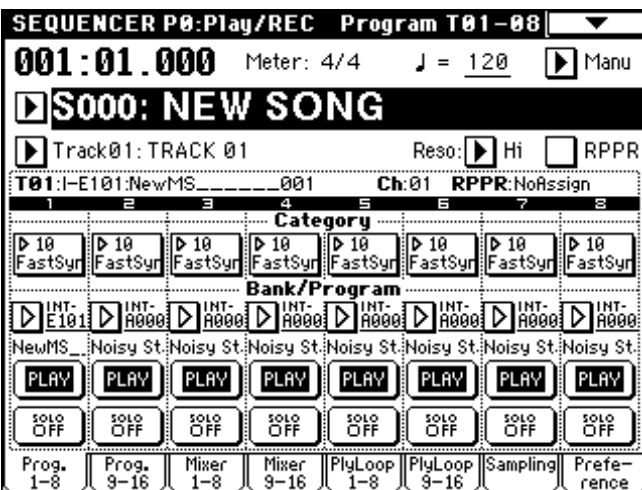 SEQUENCER P0:Play/REC Program T01-08
001:01.000 Meter: 4/4 ♩ = 120 Manu
S000: NEW SONG
Track01: TRACK 01 Reso: Hi RPPR
T01:I-E101:NewMS_______001 Ch:01 RPPR:NoAssign
1 2 3 4 5 6 7 8
Category
10 10 10 10 10 10 10 10
FastSyn FastSyn FastSyn FastSyn FastSyn FastSyn FastSyn FastSyn
Bank/Program
INT- INT- INT- INT- INT- INT- INT- INT-
E101 A000 A000 A000 A000 A000 A000 A000
NewMS__ Noisy St. Noisy St. Noisy St. Noisy St. Noisy St. Noisy St. Noisy St.
PLAY PLAY PLAY PLAY PLAY PLAY PLAY PLAY
SOLO SOLO SOLO SOLO SOLO SOLO SOLO SOLO
OFF OFF OFF OFF OFF OFF OFF OFF
Prog. Prog. Mixer Mixer PlyLoop PlyLoop Sampling Prefe-
1-8 9-16 1-8 9-16 1-8 9-16 rence